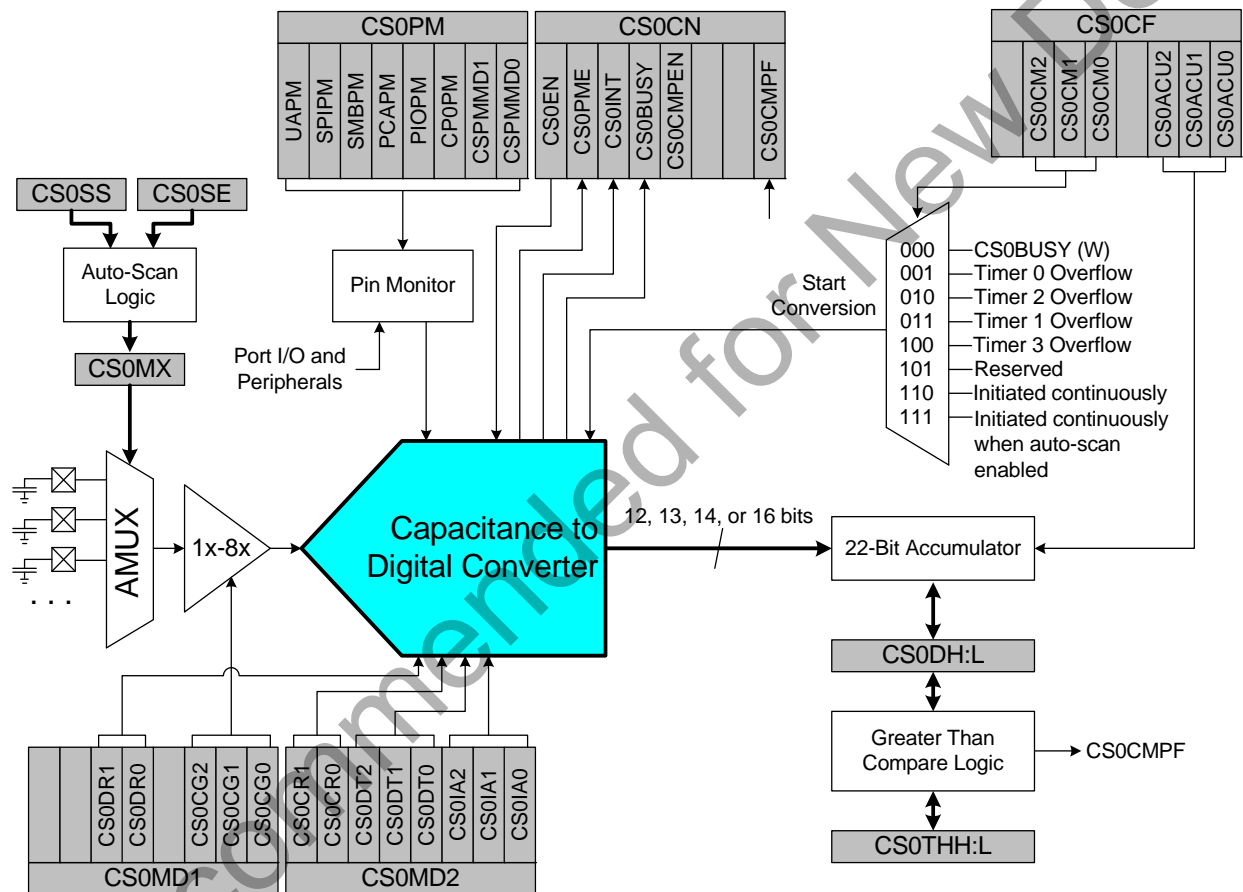 CS0PM
UAPM
SPIPM
SMBPM
PCAPM
PIOPM
CP0PM
CSPMMD1
CSPMMD0
CS0CN
CS0EN
CS0PME
CS0INT
CS0BUSY
CS0CMPEN
CS0CMPF
CS0CF
CS0CM2
CS0CM1
CS0CM0
CS0ACU2
CS0ACU1
CS0ACU0
CS0SS
CS0SE
Auto-Scan
Logic
CS0MX
Pin Monitor
Port I/O and
Peripherals
Start
Conversion
000 CS0BUSY (W)
001 Timer 0 Overflow
010 Timer 2 Overflow
011 Timer 1 Overflow
100 Timer 3 Overflow
101 Reserved
110 Initiated continuously
111 Initiated continuously
when auto-scan
enabled
AMUX
. . .
1x-8x
Capacitance to
Digital Converter
12, 13, 14, or 16 bits
22-Bit Accumulator
CS0DH:L
Greater Than
Compare Logic
CS0CMPF
CS0THH:L
CS0DR1
CS0DR0
CS0CG2
CS0CG1
CS0CG0
CS0MD1
CS0CR1
CS0CR0
CS0DT2
CS0DT1
CS0DT0
CS0IA2
CS0IA1
CS0IA0
CS0MD2
commended for New De